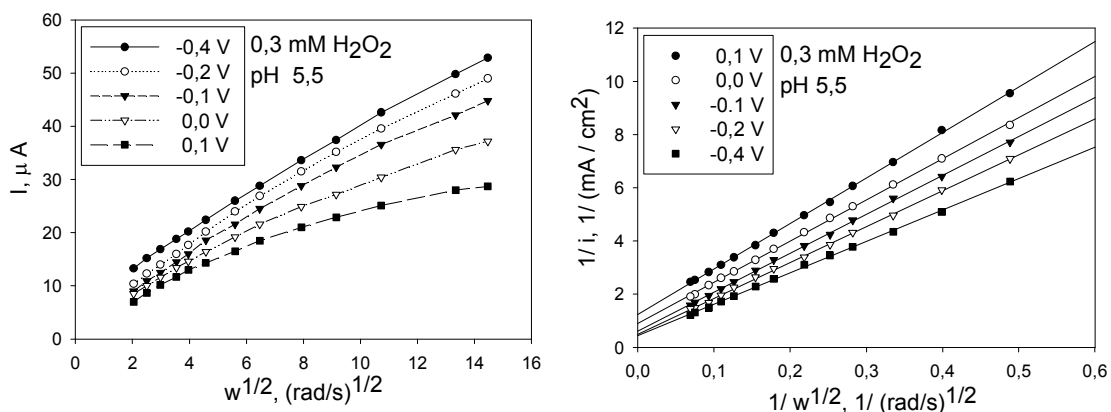 60
50
40
30
20
10
0
I, μ A
-0,4 V
-0,2 V
-0,1 V
0,0 V
0,1 V
0,3 mM H2O2
pH 5,5
0 2 4 6 8 10 12 14 16
w1/2, (rad/s)1/2
12
10
8
6
4
2
0
1/ i, 1/ (mA / cm2)
0,1 V
0,0 V
-0.1 V
-0,2 V
-0,4 V
0,3 mM H2O2
pH 5,5
0,0 0,1 0,2 0,3 0,4 0,5 0,6
1/ w1/2, 1/ (rad/s)1/2